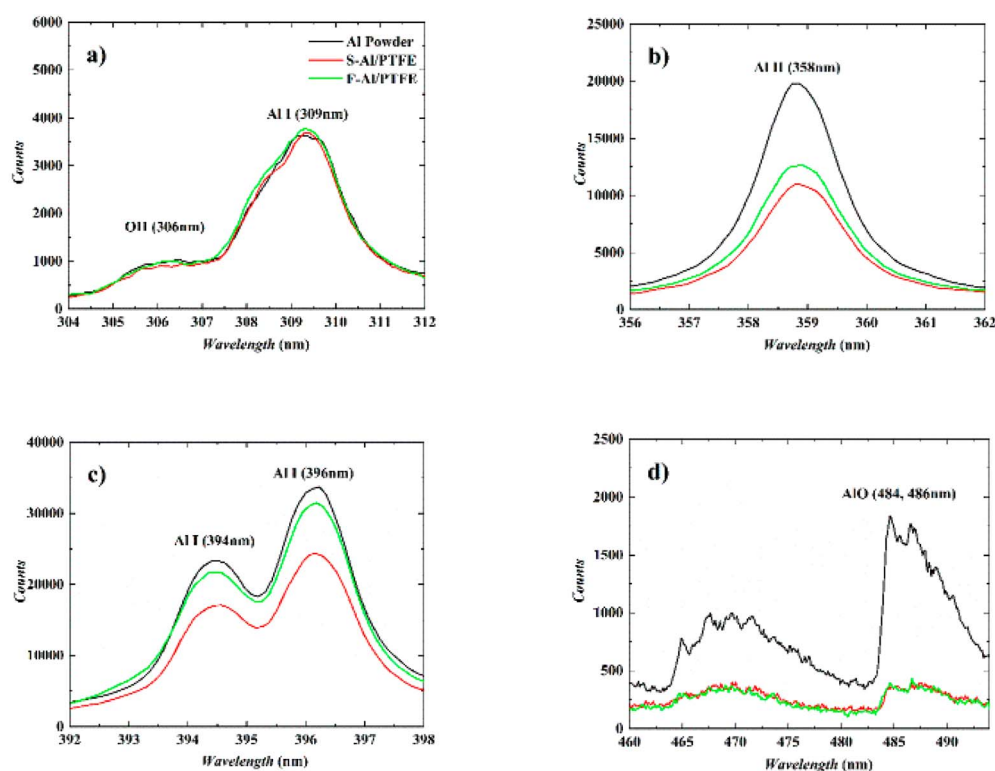 a)
Al Powder
S-Al/PTFE
F-Al/PTFE
Al I (309nm)
OII (306nm)
Counts
6000
5000
4000
3000
2000
1000
0
304 305 306 307 308 309 310 311 312
Wavelength (nm)
b)
Al II (358nm)
Counts
25000
20000
15000
10000
5000
0
356 357 358 359 360 361 362
Wavelength (nm)
c)
Al I (396nm)
Al I (394nm)
Counts
40000
30000
20000
10000
0
392 393 394 395 396 397 398
Wavelength (nm)
d)
AlO (484, 486nm)
Counts
2500
2000
1500
1000
500
0
460 465 470 475 480 485 490
Wavelength (nm)